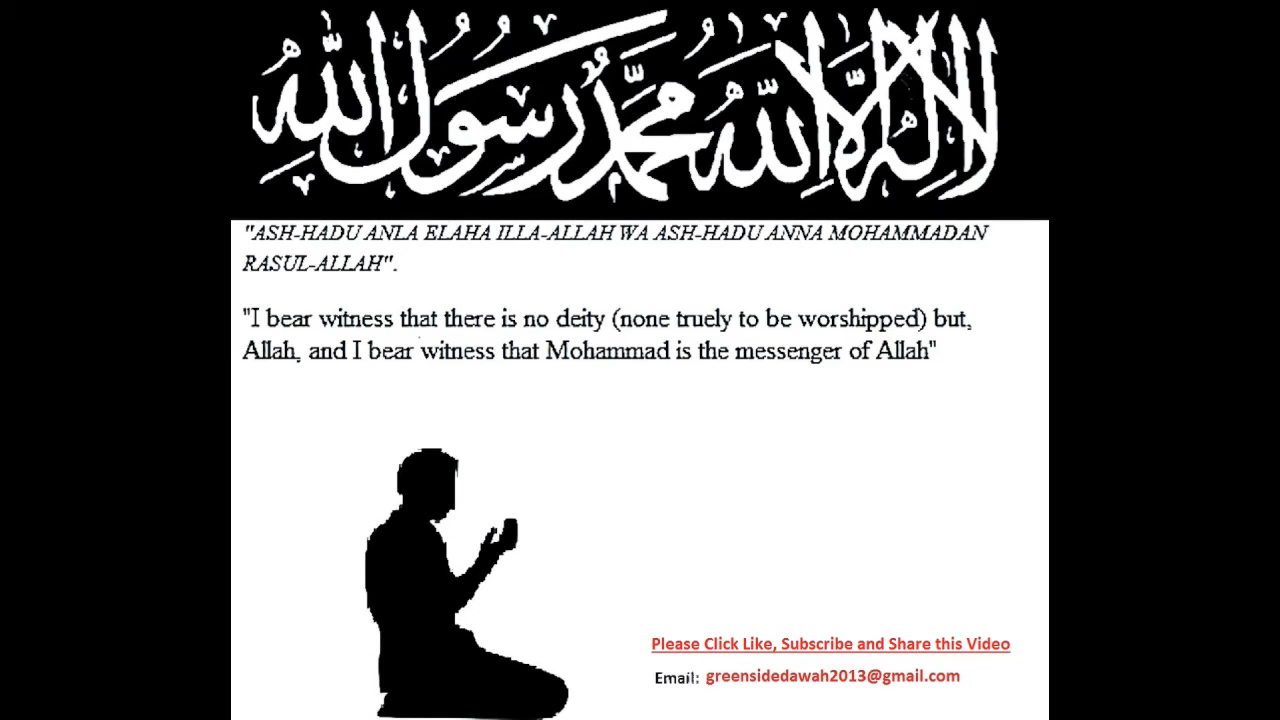 لا إله إلا الله محمد رسول الله
"ASH-HADU ANLA ELAHA ILLA-ALLAH WA ASH-HADU ANNA MOHAMMADAN
RASUL-ALLAH".
"I bear witness that there is no deity (none truely to be worshipped) but,
Allah, and I bear witness that Mohammad is the messenger of Allah"
Please Click Like, Subscribe and Share this Video
Email: greensidedawah2013@gmail.com